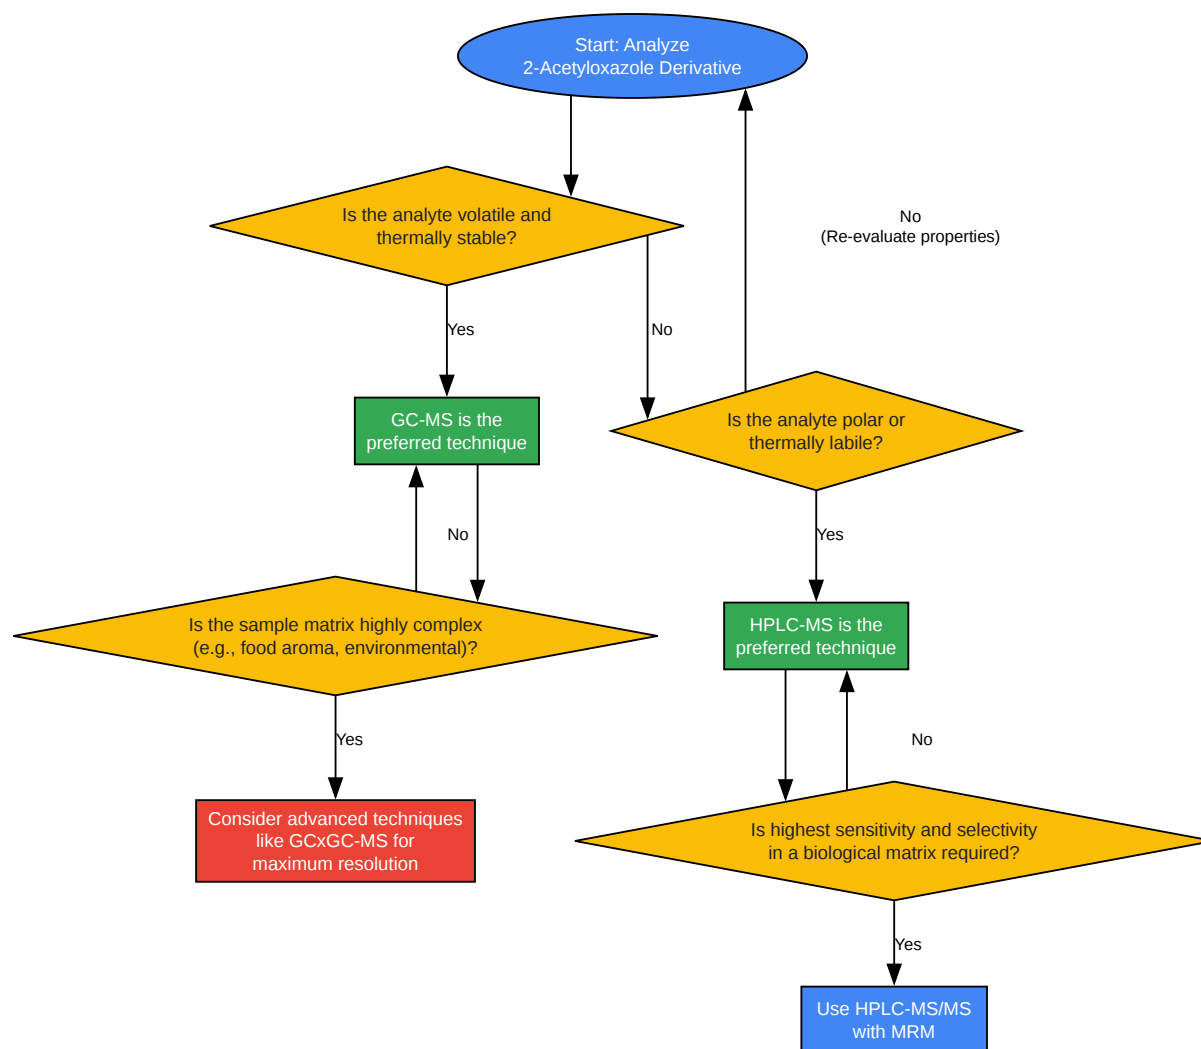 Start: Analyze
2-Acetyloxazole Derivative
Is the analyte volatile and
thermally stable?
No
(Re-evaluate properties)
Yes
No
GC-MS is the
preferred technique
Is the analyte polar or
thermally labile?
No
Yes
Is the sample matrix highly complex
(e.g., food aroma, environmental)?
HPLC-MS is the
preferred technique
Yes
No
Consider advanced techniques
like GCxGC-MS for
maximum resolution
Is highest sensitivity and selectivity
in a biological matrix required?
Yes
Use HPLC-MS/MS
with MRM